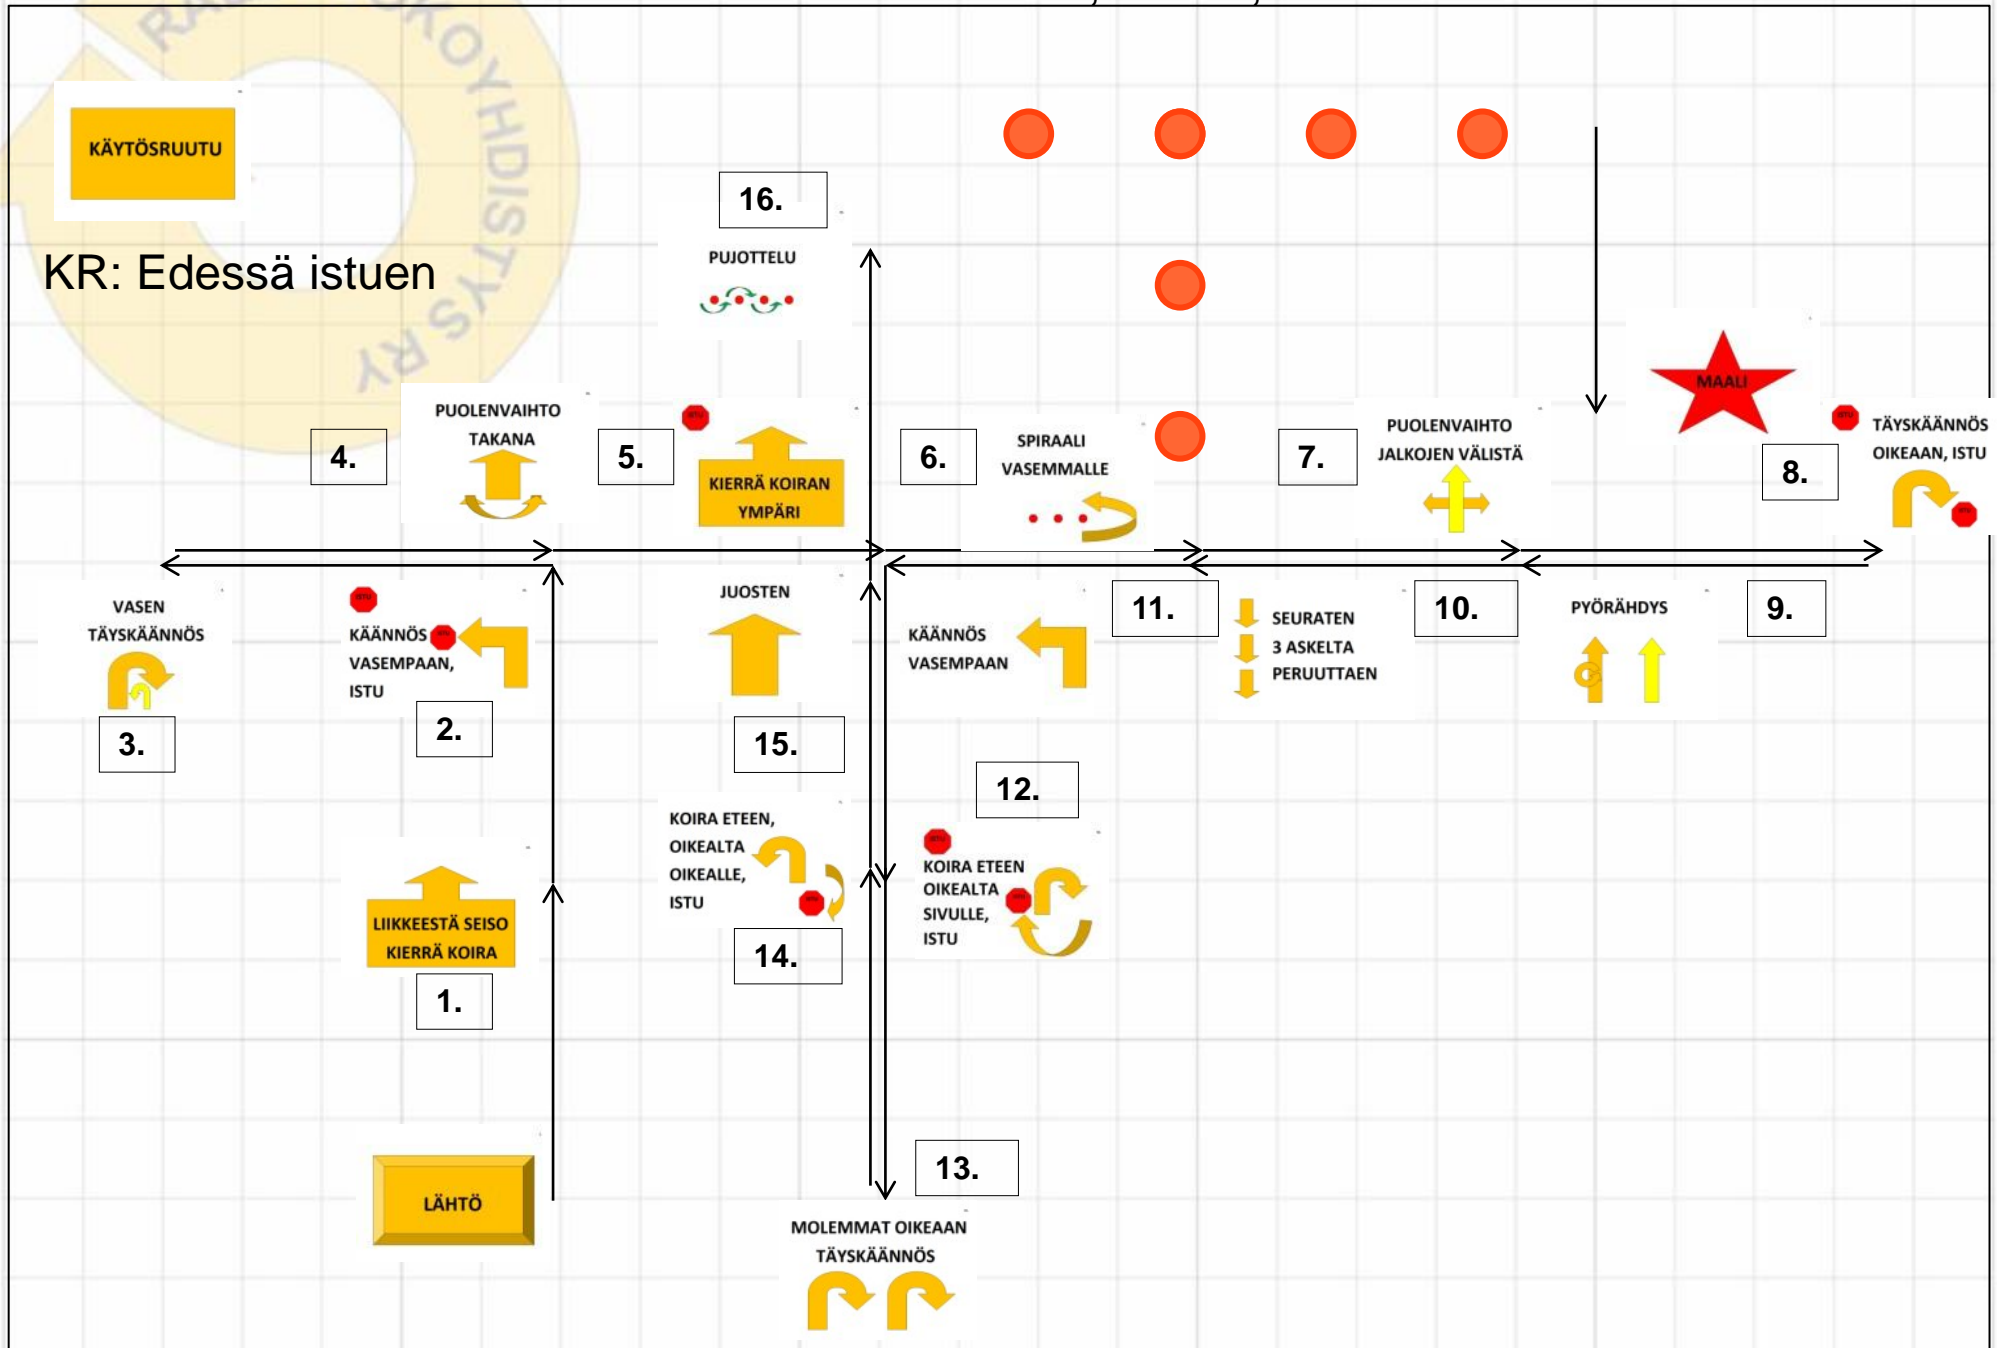 KOYHDISTYS RY
KÄYTÖSRUUTU
KR: Edessä istuen
16.
PUJOTTELU
4.
PUOLENVAIHTO
TAKANA
5.
KIERRÄ KOIRAN
YMPÄRI
6.
SPIRAALI
VASEMMALLE
7.
PUOLENVAIHTO
JALKOJEN VÄLISTÄ
MAALI
8.
TÄYSKÄÄNNÖS
OIKEAAN, ISTU
VASEN
TÄYSKÄÄNNÖS
3.
KÄÄNNÖS
VASEMPAAN,
ISTU
2.
JUOSTEN
15.
KÄÄNNÖS
VASEMPAAN
11.
SEURATEN
3 ASKELTA
PERUUTTAEN
10.
PYÖRÄHDYS
9.
12.
KOIRA ETEEN,
OIKEALTA
OIKEALLE,
ISTU
14.
KOIRA ETEEN
OIKEALTA
SIVULLE,
ISTU
LIIKKEESTÄ SEISO
KIERRÄ KOIRA
1.
LÄHTÖ
13.
MOLEMMAT OIKEAAN
TÄYSKÄÄNNÖS